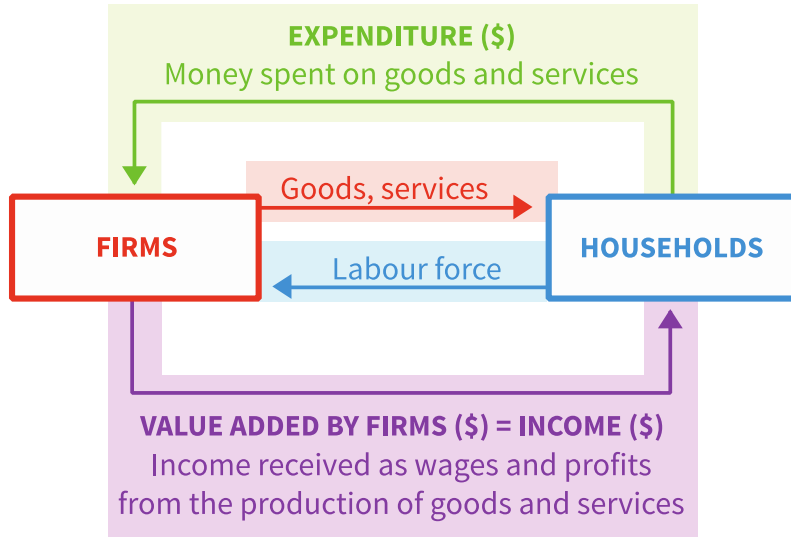 EXPENDITURE ($)
Money spent on goods and services
Goods, services
FIRMS
HOUSEHOLDS
Labour force
VALUE ADDED BY FIRMS ($) = INCOME ($)
Income received as wages and profits
from the production of goods and services